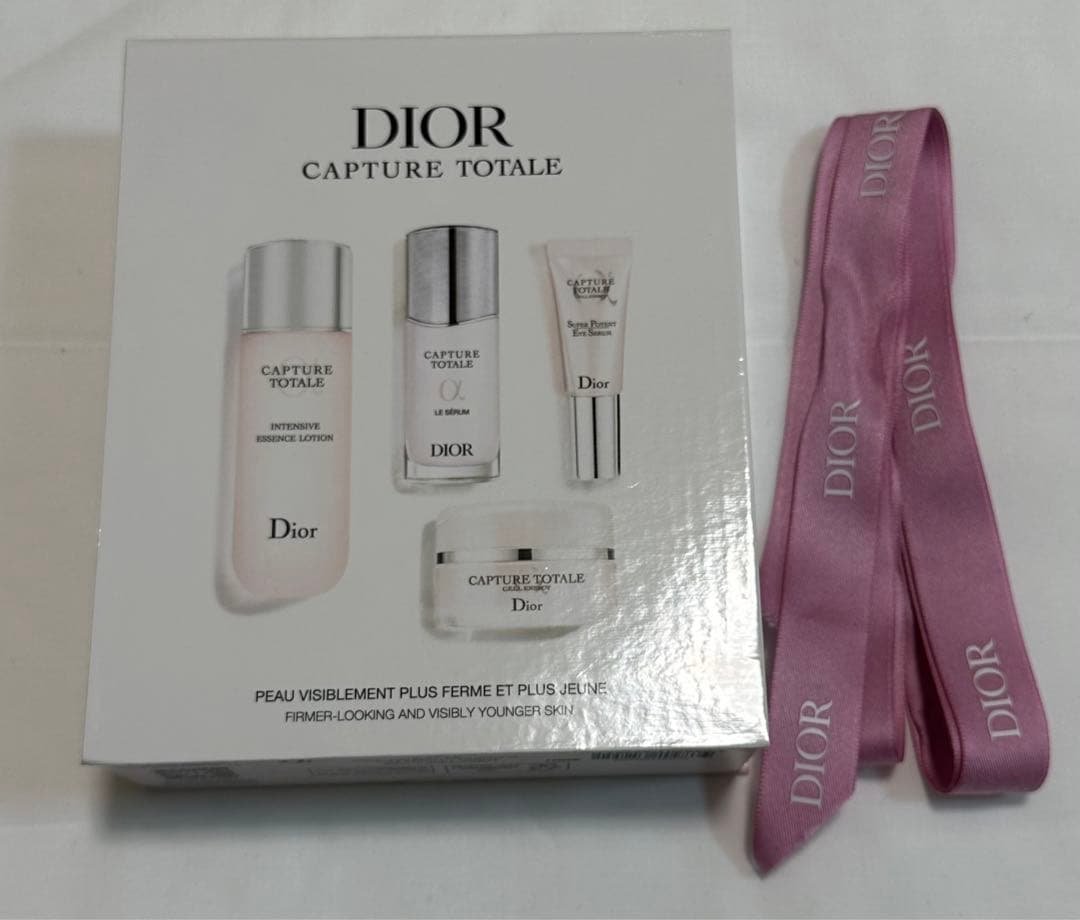 DIOR
CAPTURE TOTALE
CAPTURE
TOTALE
INTENSIVE
ESSENCE LOTION
Dior
CAPTURE
TOTALE
α
LE SÉRUM
DIOR
CAPTURE
TOTALE
SUPER POTENT
EYE SERUM
Dior
CAPTURE TOTALE
CELL ENERGY
Dior
PEAU VISIBLEMENT PLUS FERME ET PLUS JEUNE
FIRMER-LOOKING AND VISIBLY YOUNGER SKIN
DIOR
DIOR
DIOR
DIOR
DIOR